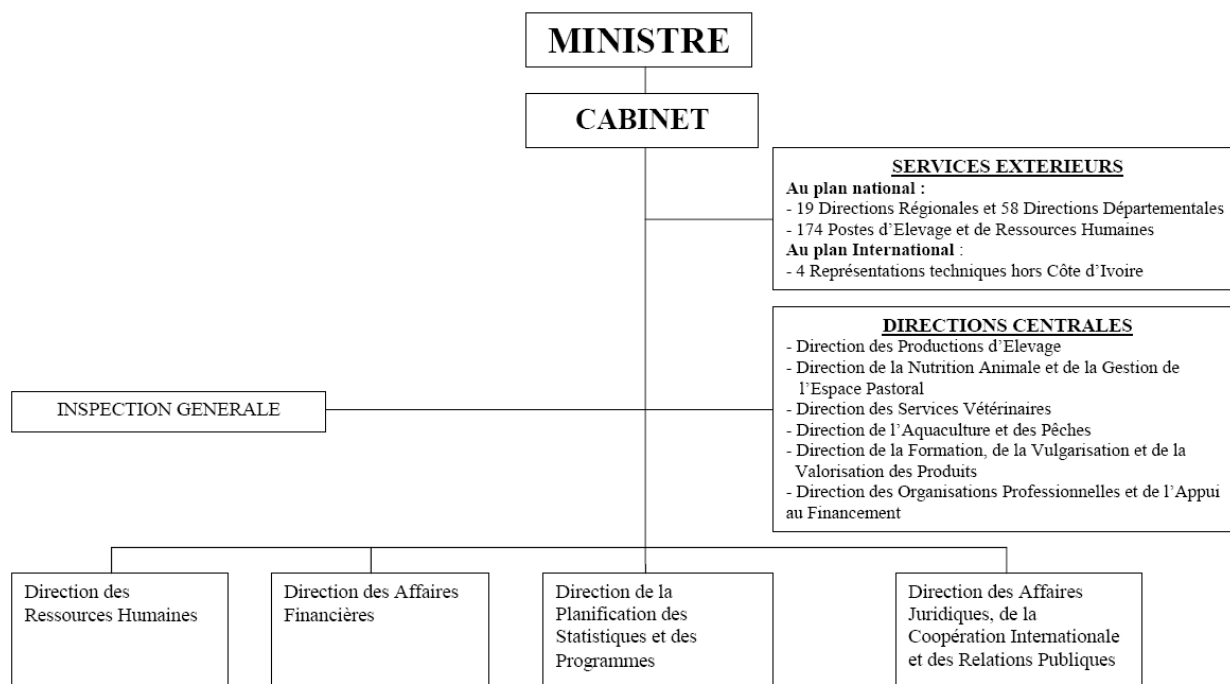 MINISTRE
CABINET
SERVICES EXTERIEURS
Au plan national :
- 19 Directions Régionales et 58 Directions Départementales
- 174 Postes d’Elevage et de Ressources Humaines
Au plan International :
- 4 Représentations techniques hors Côte d’Ivoire
DIRECTIONS CENTRALES
- Direction des Productions d’Elevage
- Direction de la Nutrition Animale et de la Gestion de
l’Espace Pastoral
- Direction des Services Vétérinaires
- Direction de l’Aquaculture et des Pêches
- Direction de la Formation, de la Vulgarisation et de la
Valorisation des Produits
- Direction des Organisations Professionnelles et de l’Appui
au Financement
INSPECTION GENERALE
Direction des
Ressources Humaines
Direction des Affaires
Financières
Direction de la
Planification des
Statistiques et des
Programmes
Direction des Affaires
Juridiques, de la
Coopération Internationale
et des Relations Publiques